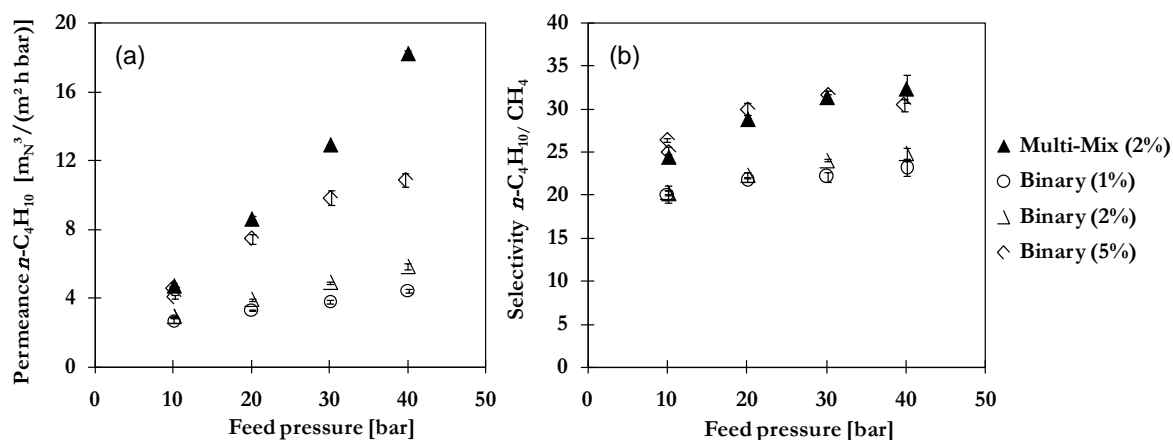 (a)
Permeance n-C₄H₁₀ [m_N³/(m² h bar)]
20
16
12
8
4
0
0 10 20 30 40 50
Feed pressure [bar]
(b)
Selectivity n-C₄H₁₀/ CH₄
40
35
30
25
20
15
10
5
0
0 10 20 30 40 50
Feed pressure [bar]
Multi-Mix (2%)
Binary (1%)
Binary (2%)
Binary (5%)